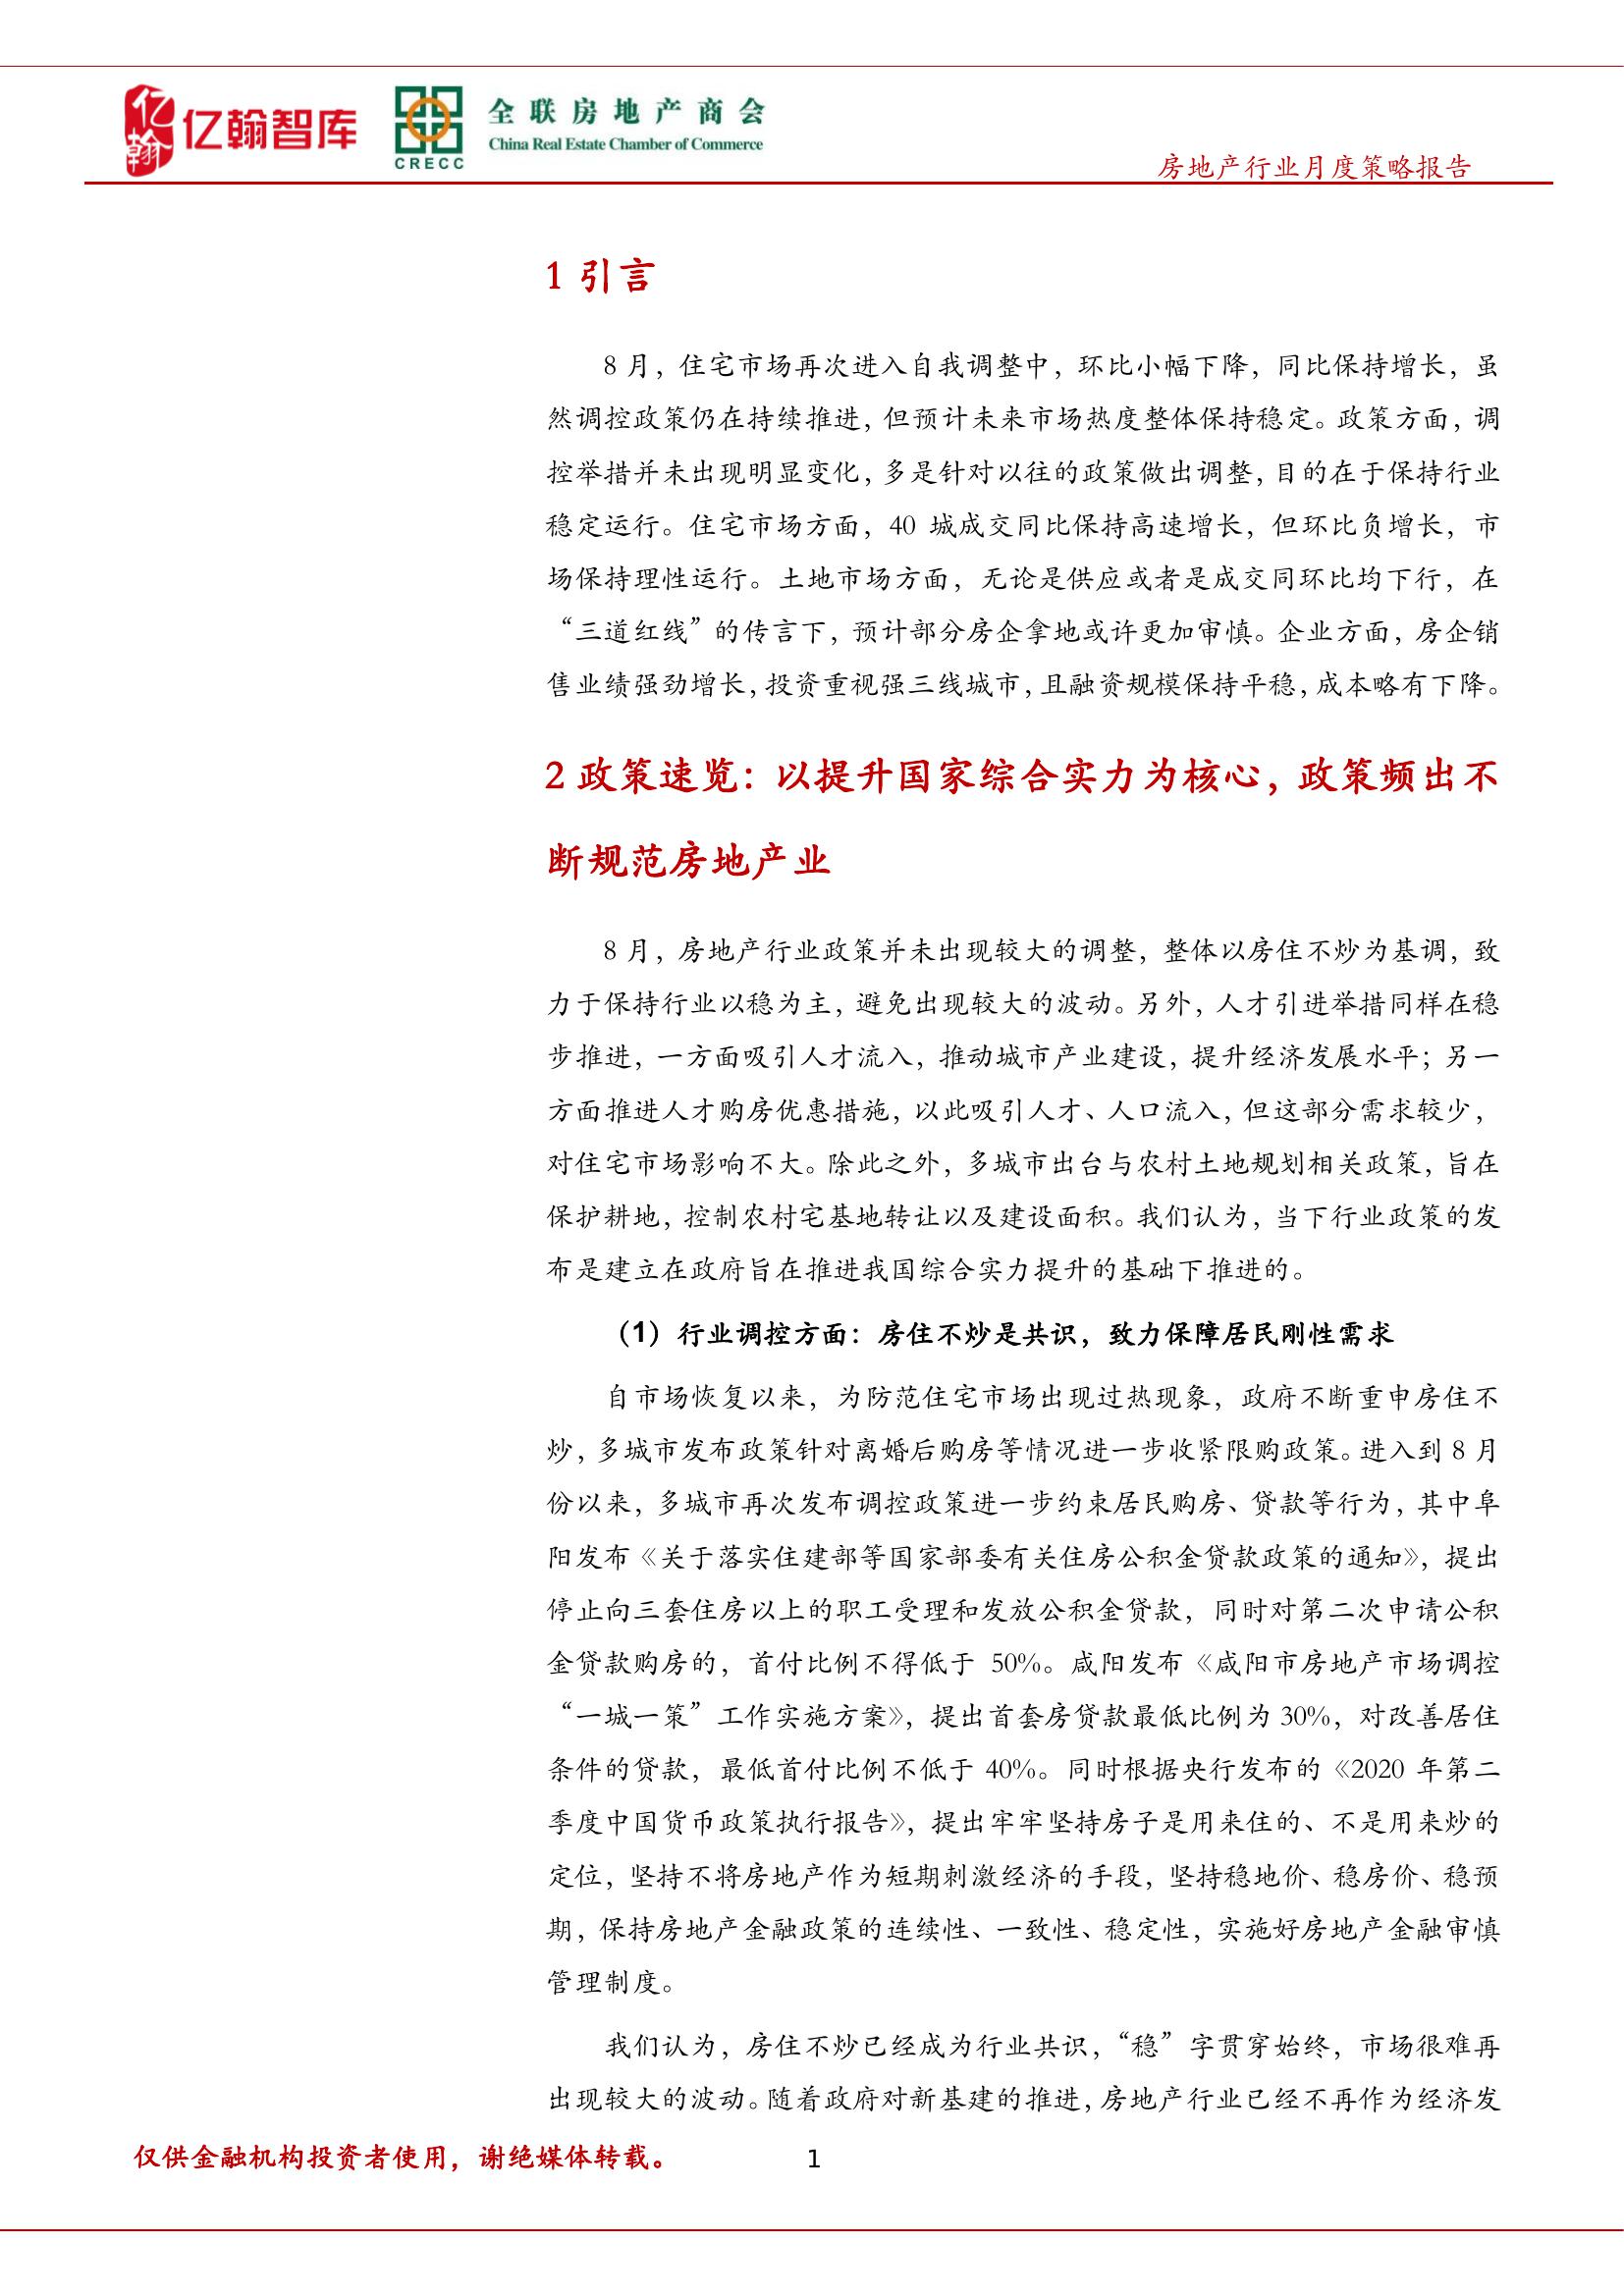 亿翰
亿翰智库
CRECC
全联房地产商会
China Real Estate Chamber of Commerce
房地产行业月度策略报告
1 引言
8 月，住宅市场再次进入自我调整中，环比小幅下降，同比保持增长，虽
然调控政策仍在持续推进，但预计未来市场热度整体保持稳定。政策方面，调
控举措并未出现明显变化，多是针对以往的政策做出调整，目的在于保持行业
稳定运行。住宅市场方面，40 城成交同比保持高速增长，但环比负增长，市
场保持理性运行。土地市场方面，无论是供应或者是成交同环比均下行，在
“三道红线”的传言下，预计部分房企拿地或许更加审慎。企业方面，房企销
售业绩强劲增长，投资重视强三线城市，且融资规模保持平稳，成本略有下降。
2 政策速览：以提升国家综合实力为核心，政策频出不
断规范房地产业
8 月，房地产行业政策并未出现较大的调整，整体以房住不炒为基调，致
力于保持行业以稳为主，避免出现较大的波动。另外，人才引进举措同样在稳
步推进，一方面吸引人才流入，推动城市产业建设，提升经济发展水平；另一
方面推进人才购房优惠措施，以此吸引人才、人口流入，但这部分需求较少，
对住宅市场影响不大。除此之外，多城市出台与农村土地规划相关政策，旨在
保护耕地，控制农村宅基地转让以及建设面积。我们认为，当下行业政策的发
布是建立在政府旨在推进我国综合实力提升的基础下推进的。
（1）行业调控方面：房住不炒是共识，致力保障居民刚性需求
自市场恢复以来，为防范住宅市场出现过热现象，政府不断重申房住不
炒，多城市发布政策针对离婚后购房等情况进一步收紧限购政策。进入到 8 月
份以来，多城市再次发布调控政策进一步约束居民购房、贷款等行为，其中阜
阳发布《关于落实住建部等国家部委有关住房公积金贷款政策的通知》，提出
停止向三套住房以上的职工受理和发放公积金贷款，同时对第二次申请公积
金贷款购房的，首付比例不得低于 50%。咸阳发布《咸阳市房地产市场调控
“一城一策”工作实施方案》，提出首套房贷款最低比例为 30%，对改善居住
条件的贷款，最低首付比例不低于 40%。同时根据央行发布的《2020 年第二
季度中国货币政策执行报告》，提出牢牢坚持房子是用来住的、不是用来炒的
定位，坚持不将房地产作为短期刺激经济的手段，坚持稳地价、稳房价、稳预
期，保持房地产金融政策的连续性、一致性、稳定性，实施好房地产金融审慎
管理制度。
我们认为，房住不炒已经成为行业共识，“稳”字贯穿始终，市场很难再
出现较大的波动。随着政府对新基建的推进，房地产行业已经不再作为经济发
仅供金融机构投资者使用，谢绝媒体转载。
1